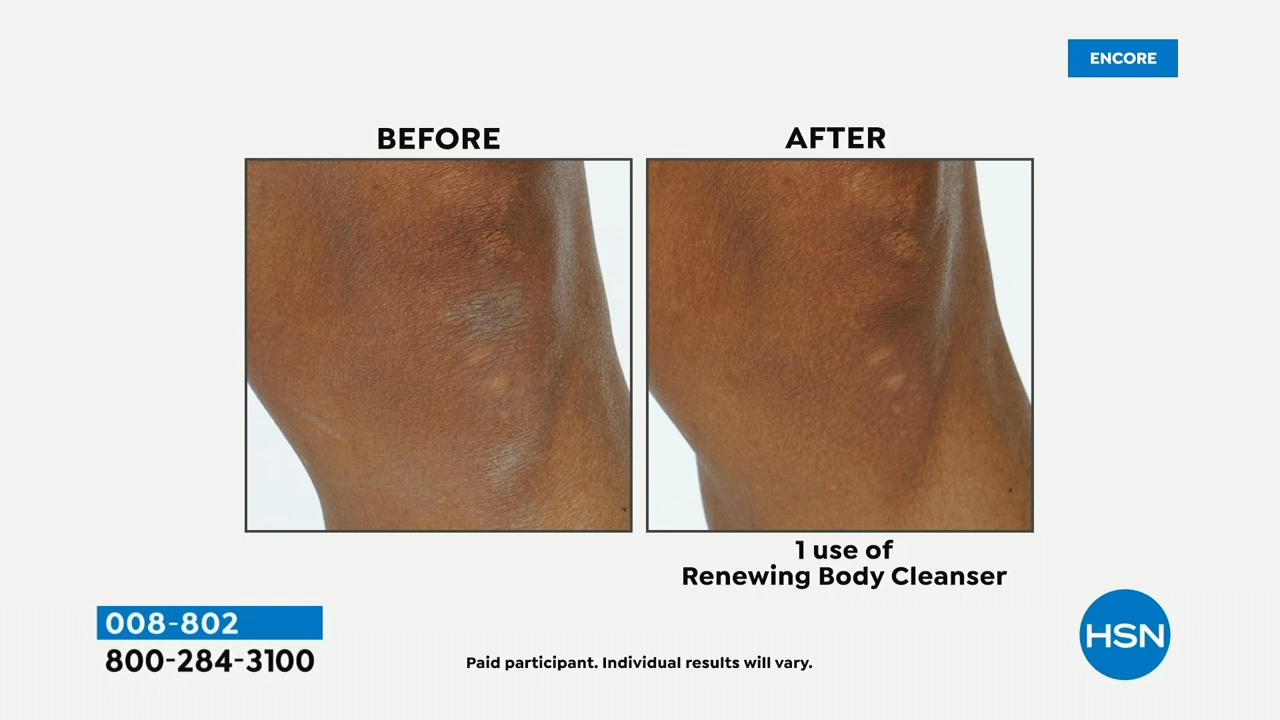 ENCORE
BEFORE
AFTER
1 use of
Renewing Body Cleanser
008-802
800-284-3100
Paid participant. Individual results will vary.
HSN